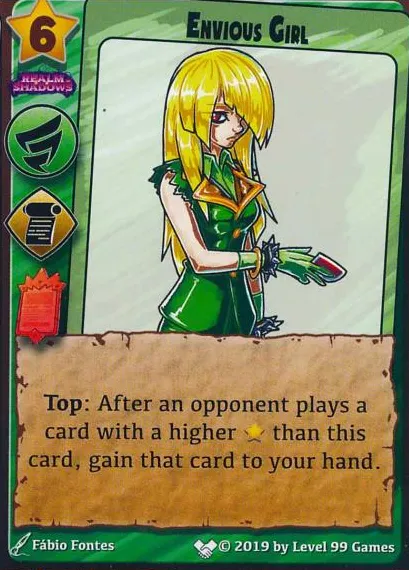 6
ENVIOUS GIRL
REALM OF
SHADOWS
Top: After an opponent plays a
card with a higher ⭐ than this
card, gain that card to your hand.
Fábio Fontes
© 2019 by Level 99 Games